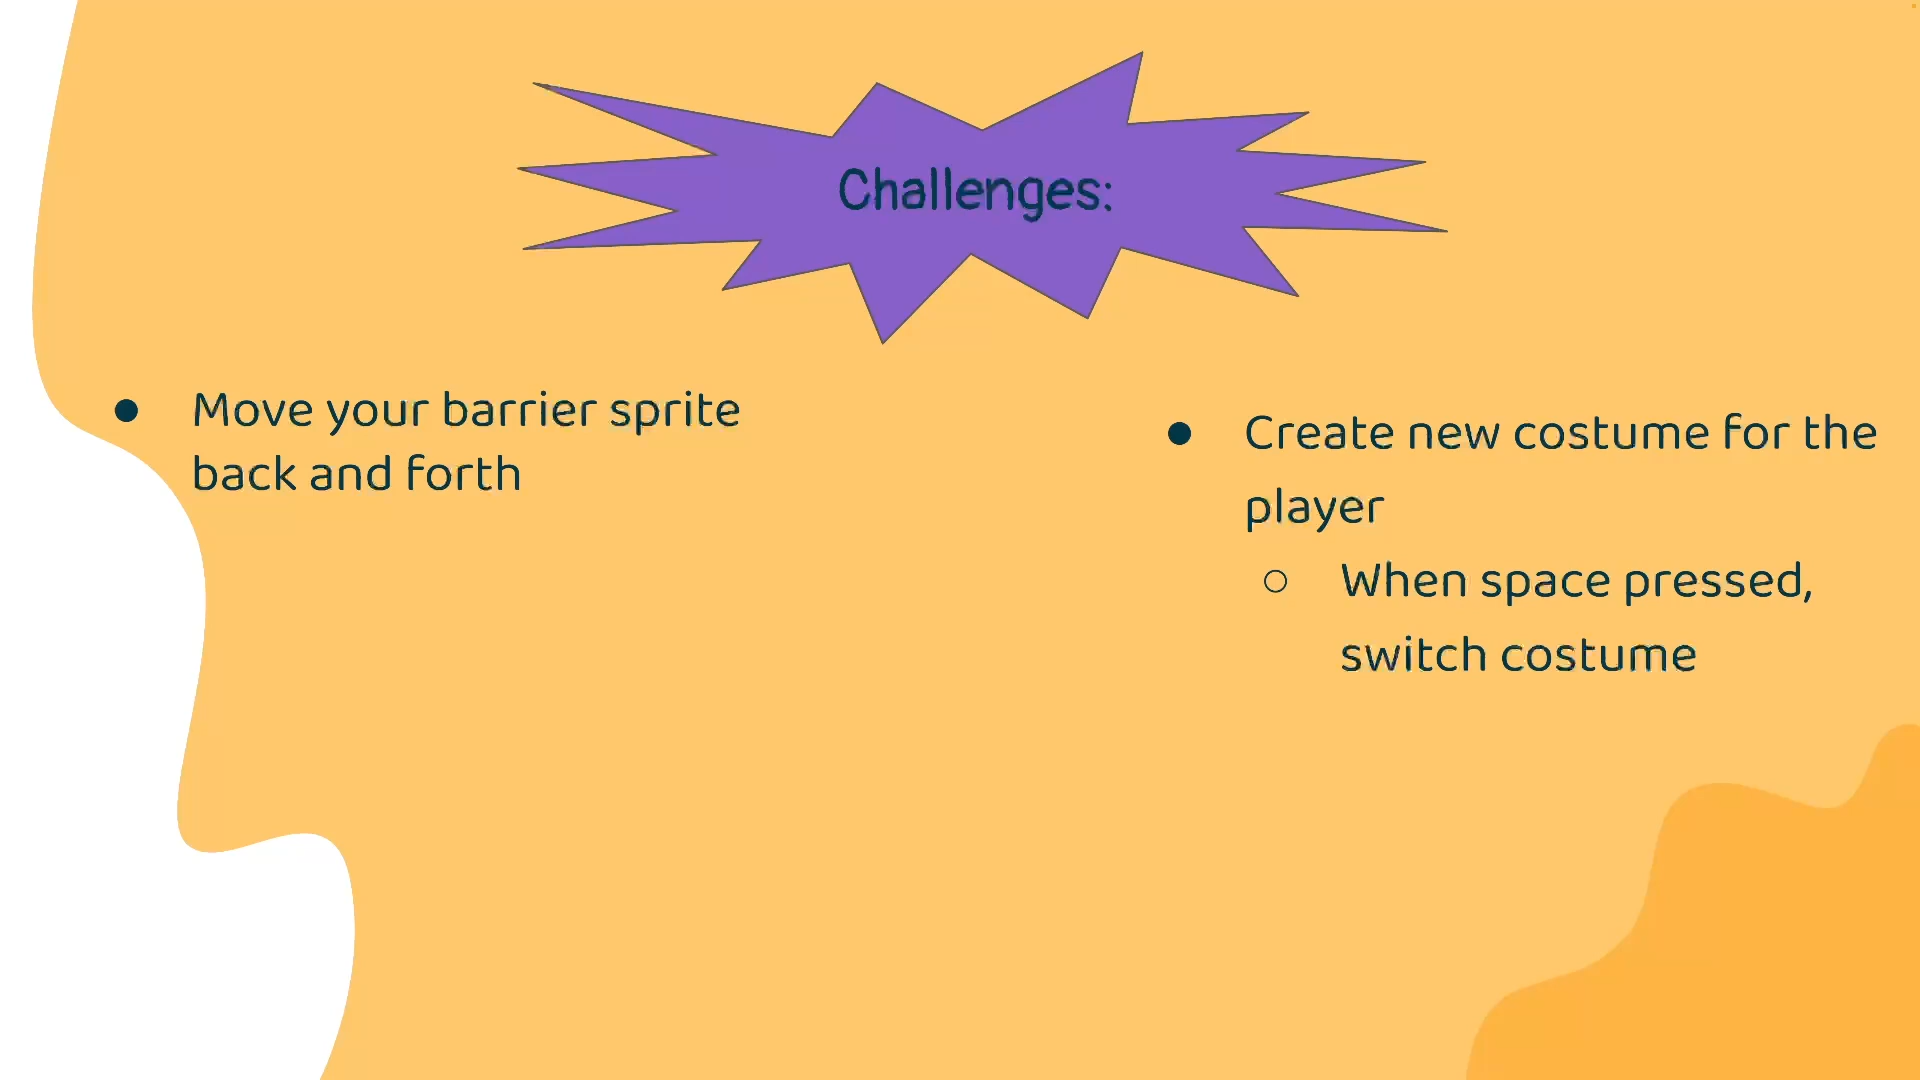 Challenges:
● Move your barrier sprite
back and forth
● Create new costume for the
player
○ When space pressed,
switch costume